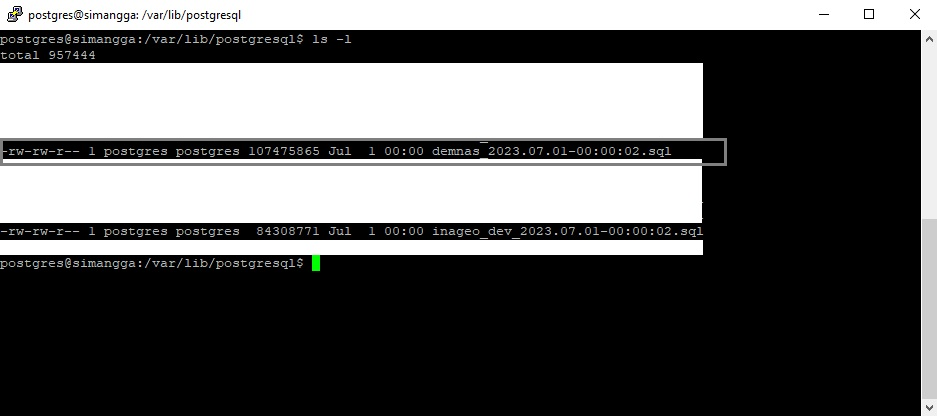 postgres@simangga: /var/lib/postgresql
postgres@simangga:/var/lib/postgresql$ ls -l
total 957444
-rw-rw-r-- 1 postgres postgres 107475865 Jul  1 00:00 demnas_2023.07.01-00:00:02.sql
-rw-rw-r-- 1 postgres postgres  84308771 Jul  1 00:00 inageo_dev_2023.07.01-00:00:02.sql
postgres@simangga:/var/lib/postgresql$